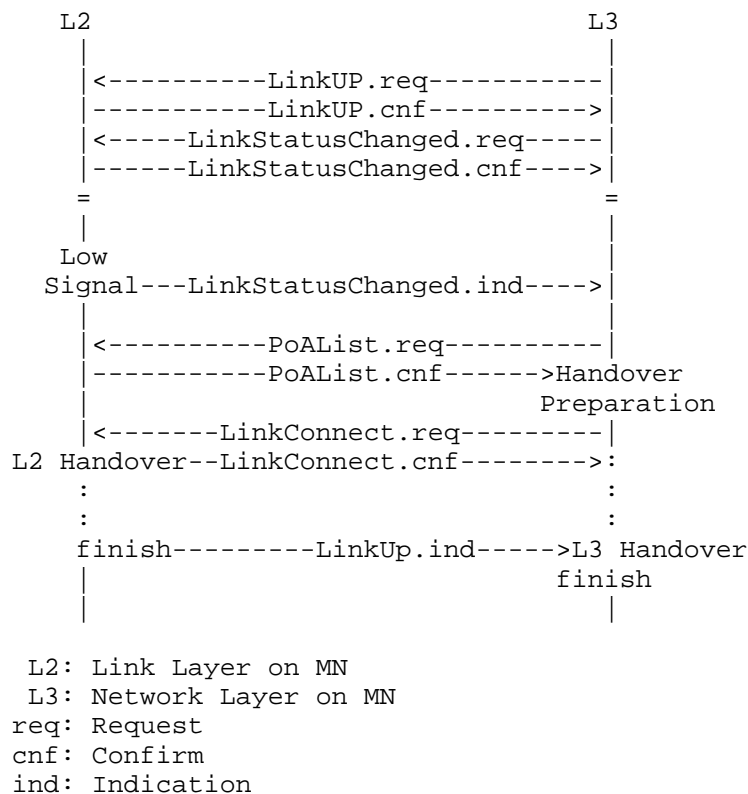 L2 L3
| |
|<----------LinkUP.req-----------|
|-----------LinkUP.cnf---------->|
|<-----LinkStatusChanged.req-----|
|------LinkStatusChanged.cnf---->|
= =
| |
Low |
Signal---LinkStatusChanged.ind---->|
| |
|<----------PoAList.req----------|
|-----------PoAList.cnf------>Handover
| Preparation
|<-------LinkConnect.req---------|
L2 Handover--LinkConnect.cnf-------->:
: :
: :
finish---------LinkUp.ind----->L3 Handover
| finish
| |
L2: Link Layer on MN
L3: Network Layer on MN
req: Request
cnf: Confirm
ind: Indication